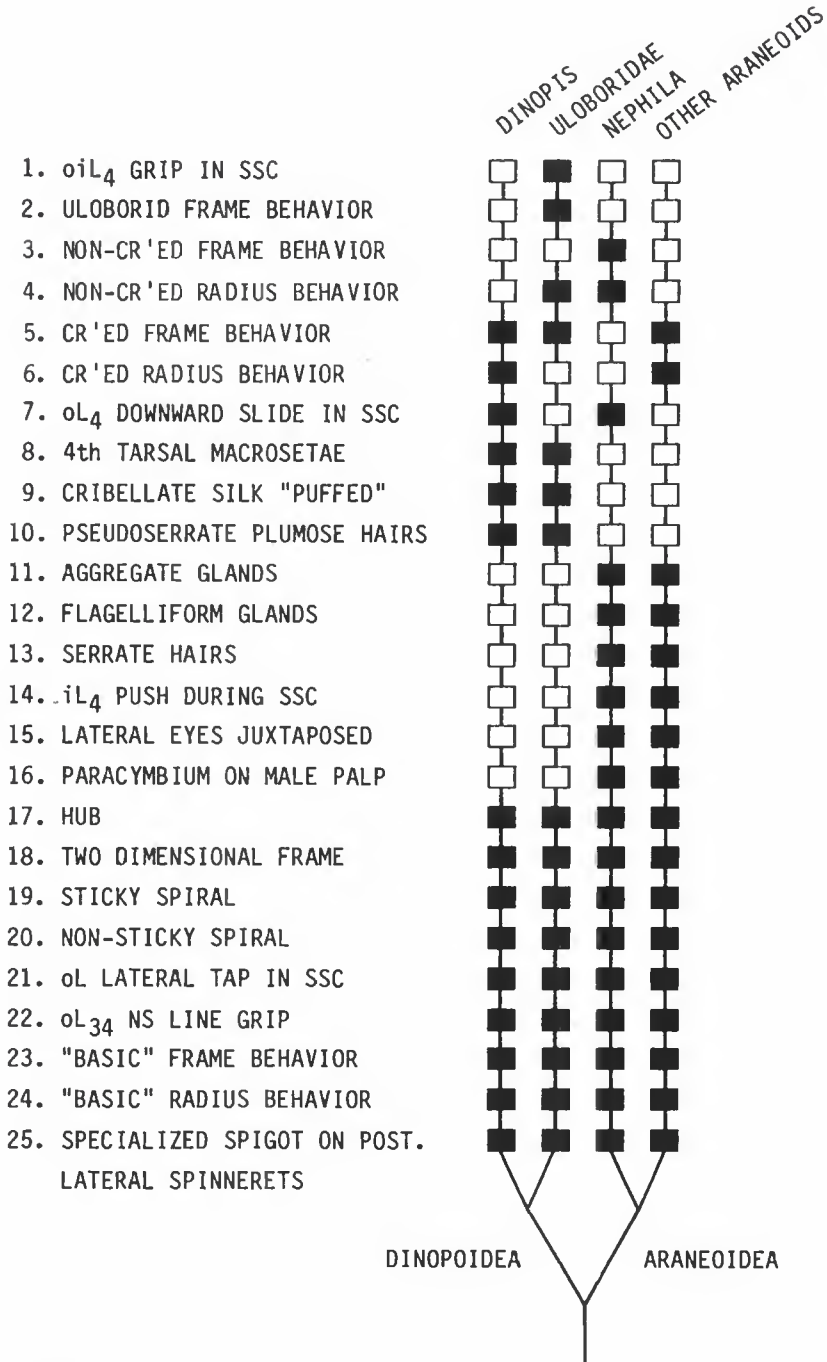 DINOPIS
ULOBORIDAE
NEPHILA
OTHER ARANEOIDS
1. oiL4 GRIP IN SSC
2. ULOBORID FRAME BEHAVIOR
3. NON-CR'ED FRAME BEHAVIOR
4. NON-CR'ED RADIUS BEHAVIOR
5. CR'ED FRAME BEHAVIOR
6. CR'ED RADIUS BEHAVIOR
7. oL4 DOWNWARD SLIDE IN SSC
8. 4th TARSAL MACROSETAE
9. CRIBELLATE SILK "PUFFED"
10. PSEUDOSERRATE PLUMOSE HAIRS
11. AGGREGATE GLANDS
12. FLAGELLIFORM GLANDS
13. SERRATE HAIRS
14. iL4 PUSH DURING SSC
15. LATERAL EYES JUXTAPOSED
16. PARACYMBIUM ON MALE PALP
17. HUB
18. TWO DIMENSIONAL FRAME
19. STICKY SPIRAL
20. NON-STICKY SPIRAL
21. oL LATERAL TAP IN SSC
22. oL34 NS LINE GRIP
23. "BASIC" FRAME BEHAVIOR
24. "BASIC" RADIUS BEHAVIOR
25. SPECIALIZED SPIGOT ON POST.
LATERAL SPINNERETS
DINOPOIDEA
ARANEOIDEA